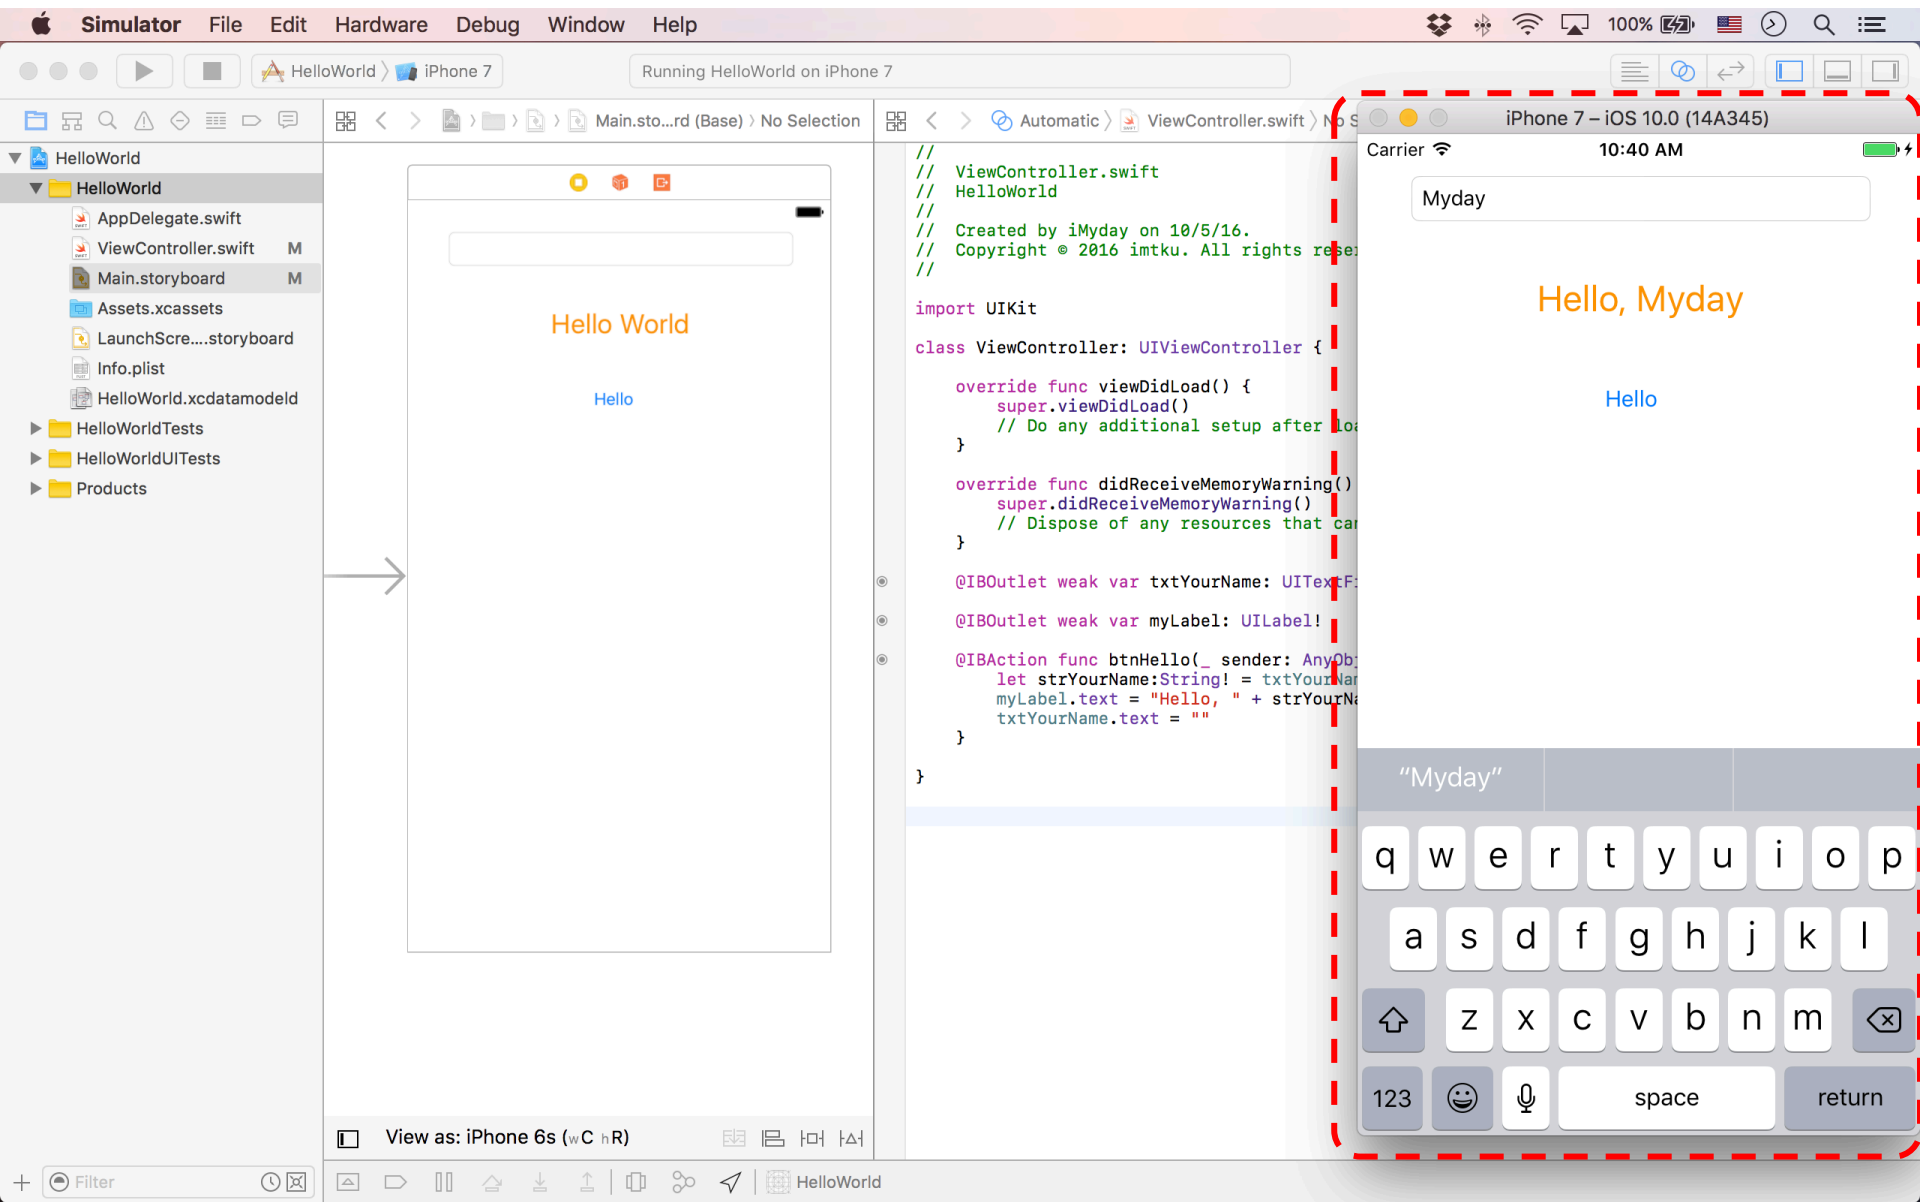 Simulator File Edit Hardware Debug Window Help 100%
HelloWorld iPhone 7 Running HelloWorld on iPhone 7
Main.sto...rd (Base) No Selection Automatic ViewController.swift No S
HelloWorld
HelloWorld
AppDelegate.swift
ViewController.swift M
Main.storyboard M
Assets.xcassets
LaunchScre....storyboard
Info.plist
HelloWorld.xcdatamodeld
HelloWorldTests
HelloWorldUITests
Products
Filter
Hello World
Hello
View as: iPhone 6s (wC hR)
//
// ViewController.swift
// HelloWorld
//
// Created by iMyday on 10/5/16.
// Copyright © 2016 imtku. All rights rese
//
import UIKit
class ViewController: UIViewController {
override func viewDidLoad() {
super.viewDidLoad()
// Do any additional setup after loa
}
override func didReceiveMemoryWarning()
super.didReceiveMemoryWarning()
// Dispose of any resources that can
}
@IBOutlet weak var txtYourName: UITextF
@IBOutlet weak var myLabel: UILabel!
@IBAction func btnHello(_ sender: AnyObj
let strYourName:String! = txtYourNam
myLabel.text = "Hello, " + strYourNa
txtYourName.text = ""
}
}
HelloWorld
iPhone 7 – iOS 10.0 (14A345)
Carrier 10:40 AM
Myday
Hello, Myday
Hello
“Myday”
q w e r t y u i o p
a s d f g h j k l
z x c v b n m
123 space return